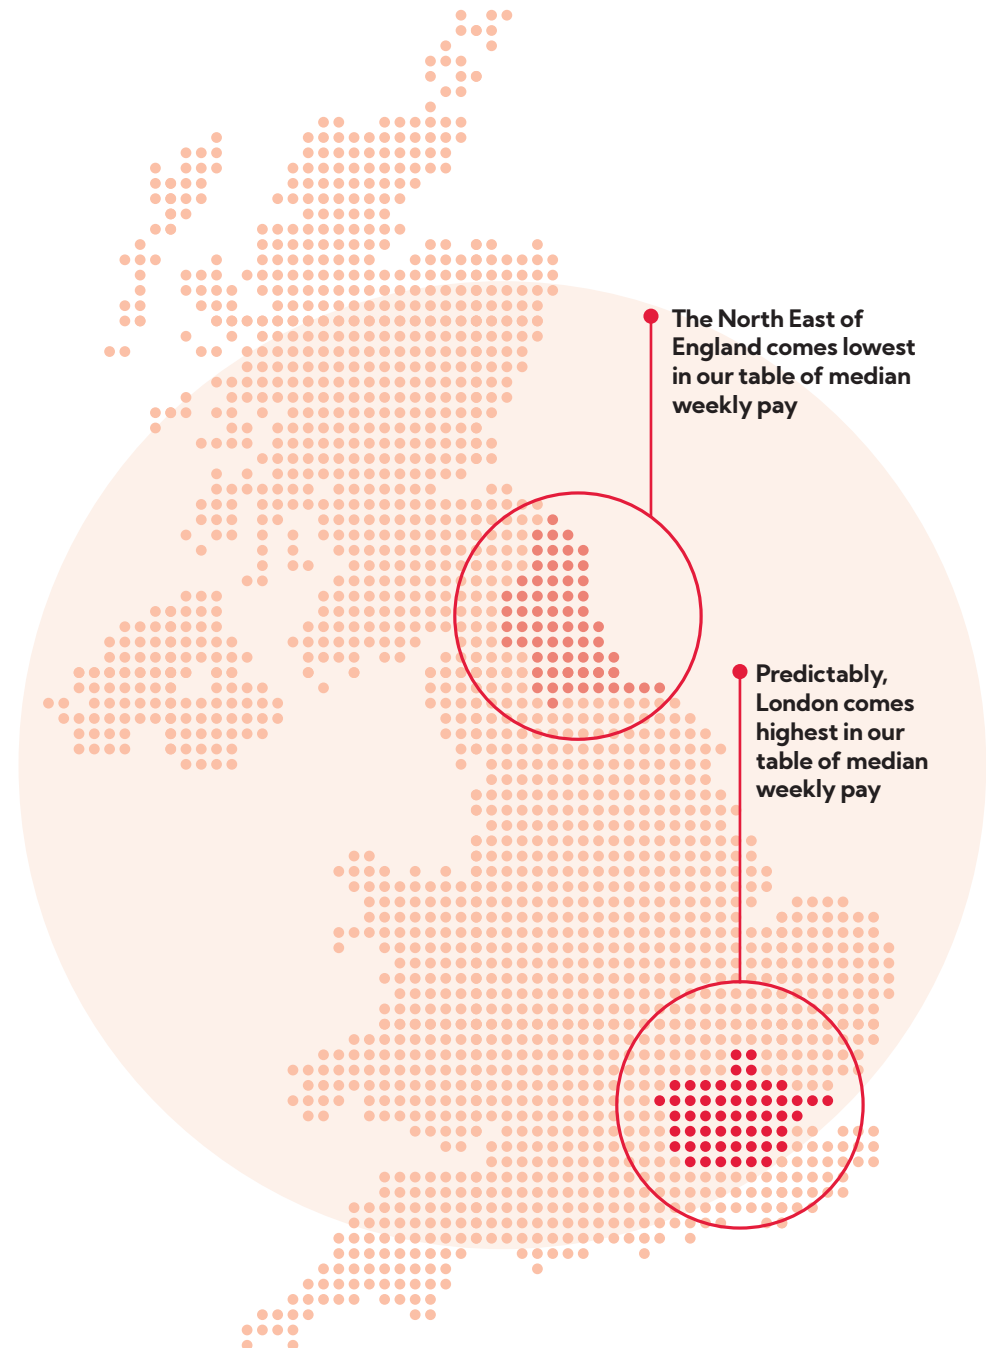 The North East of
England comes lowest
in our table of median
weekly pay
Predictably,
London comes
highest in our
table of median
weekly pay